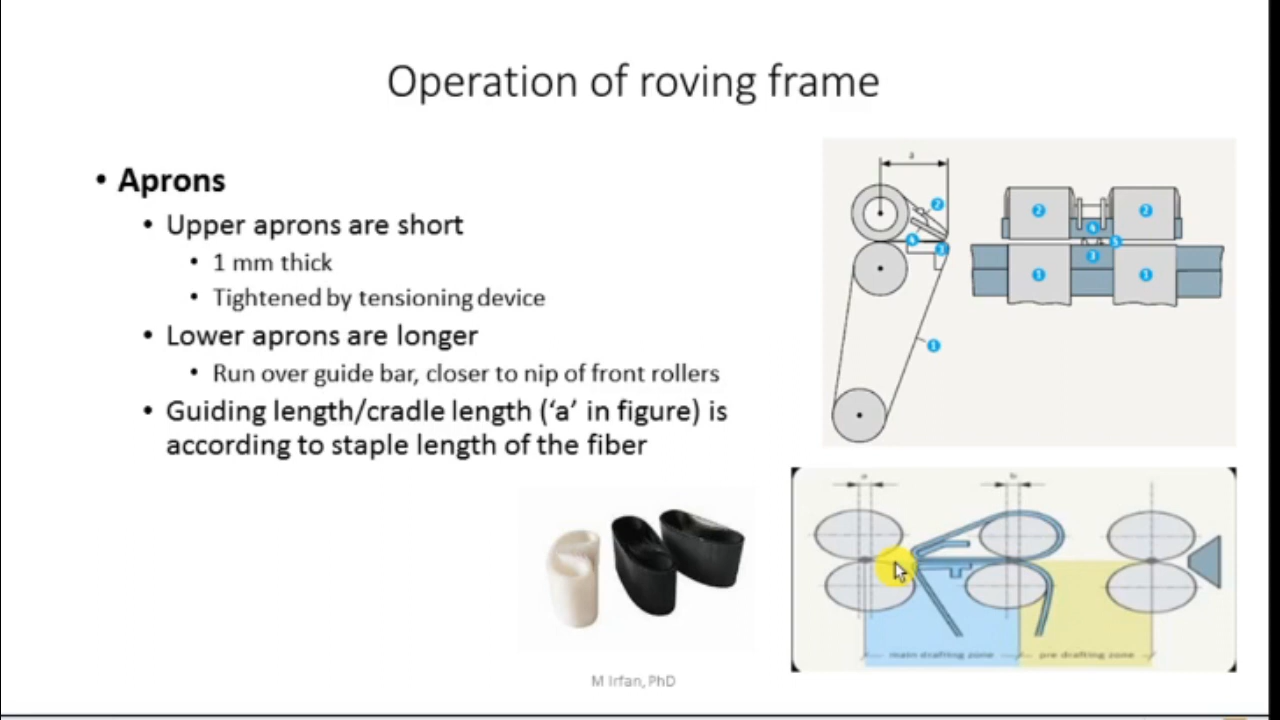 Operation of roving frame
• Aprons
• Upper aprons are short
• 1 mm thick
• Tightened by tensioning device
• Lower aprons are longer
• Run over guide bar, closer to nip of front rollers
• Guiding length/cradle length (‘a’ in figure) is
according to staple length of the fiber
a
2
4
3
1
2
2
4
5
3
1
1
a
b
main drafting zone
pre drafting zone
M Irfan, PhD